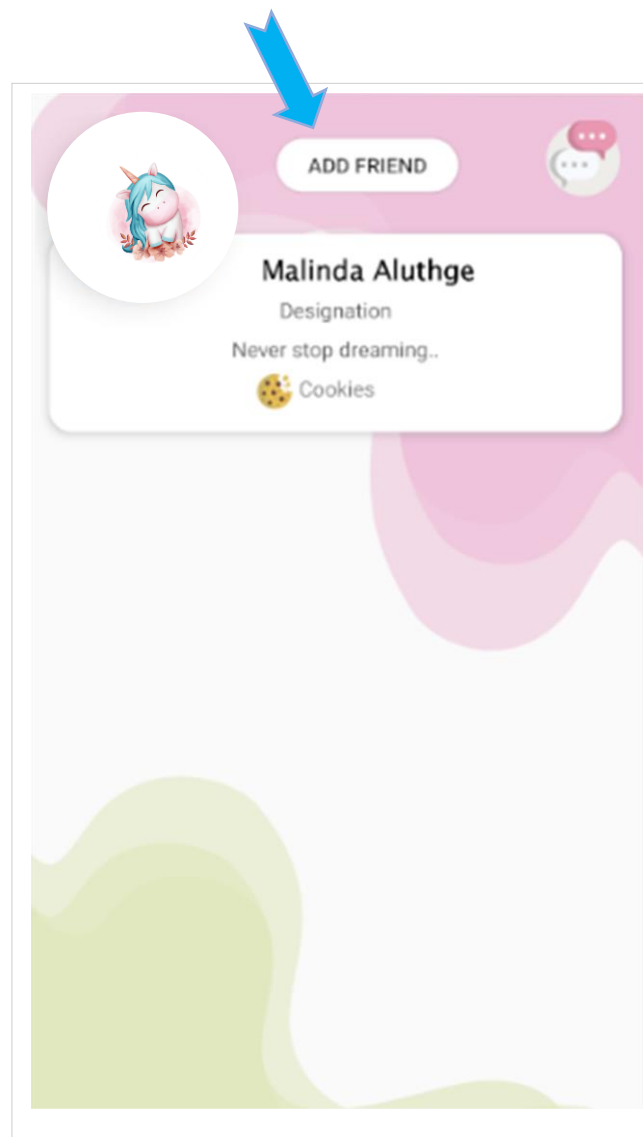 ADD FRIEND
Malinda Aluthge
Designation
Never stop dreaming..
Cookies